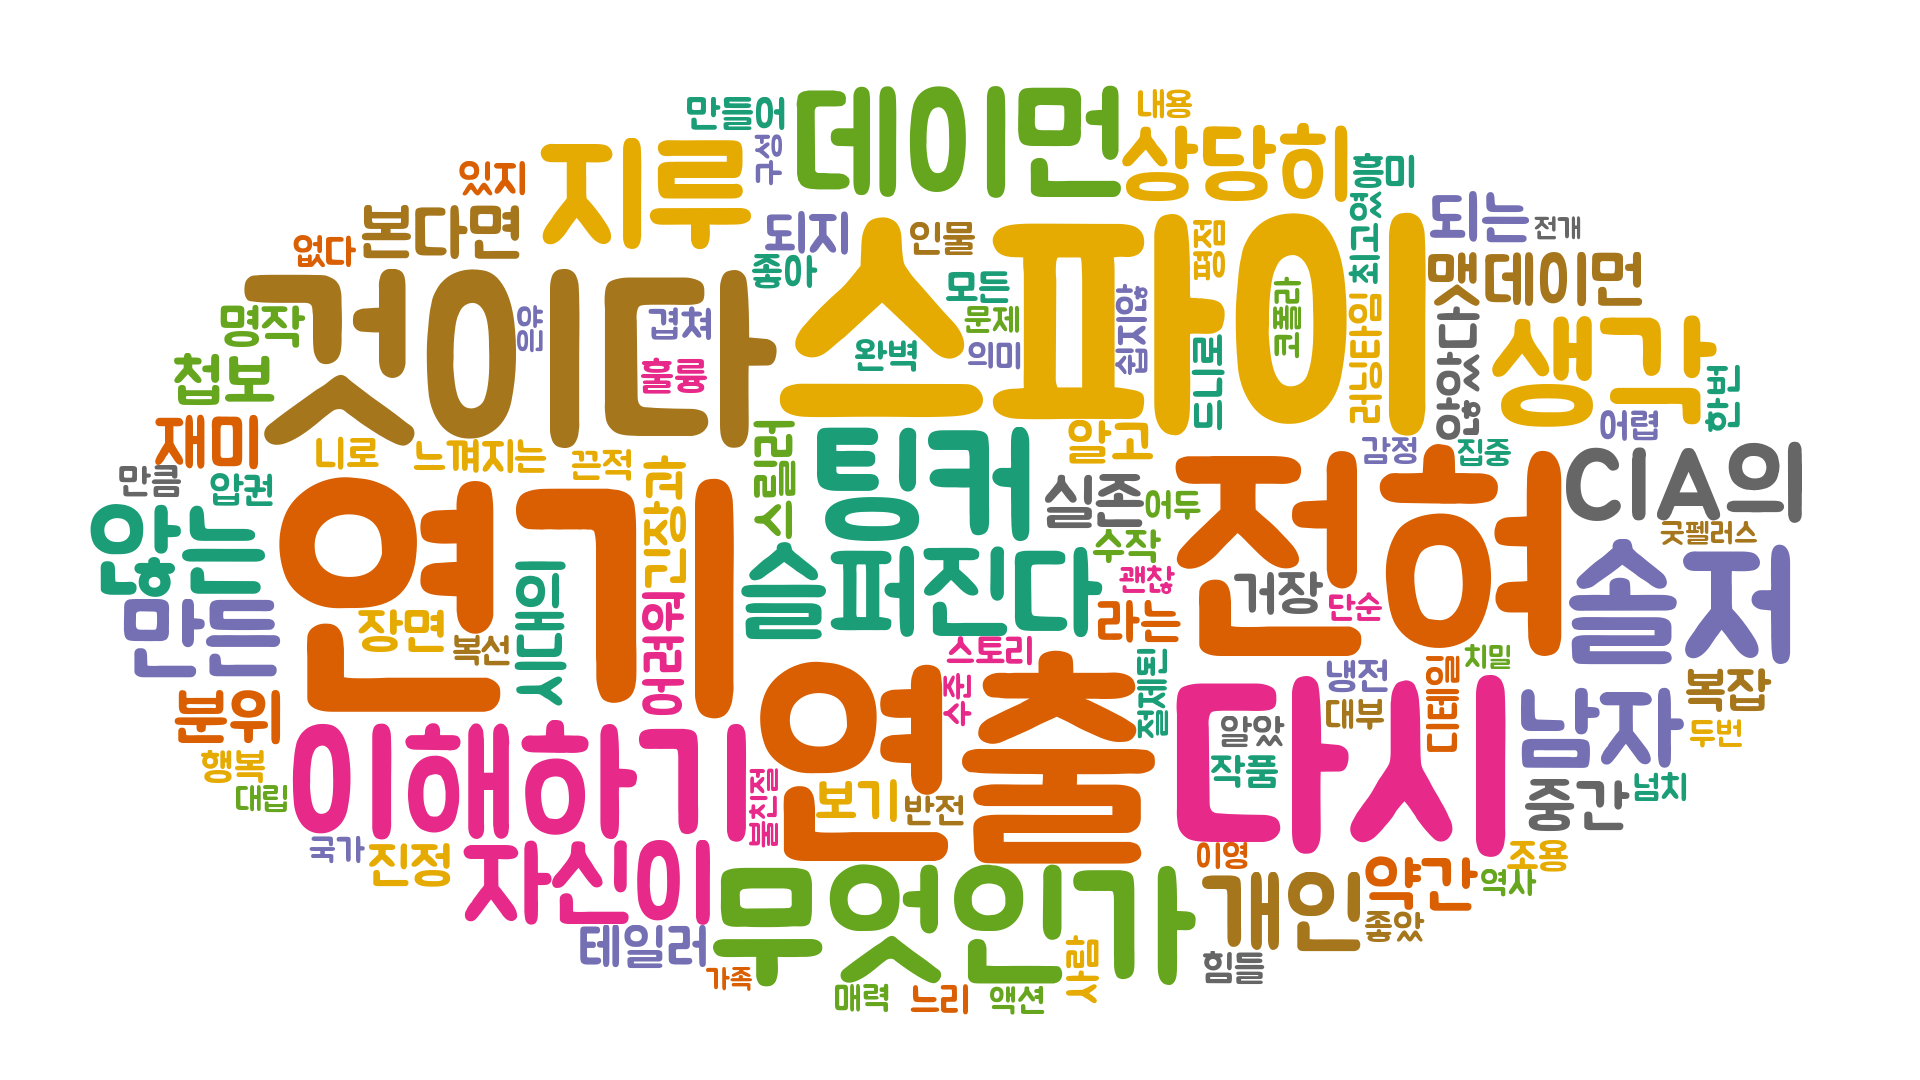 만들어
데이먼
내용
구성
지루
상당히
흥미
있지
본다면
되지
인물
평점
최고였
되는
전개
없다
것이다
좋아
모든
스파이
맷데이먼
명작
얀인
겹쳐
문제
쉽지않
코폴라
러닝타임
않았다
생각
첩보
훌륭
완벽
의미
드니로
한번
재미
니로
느껴지는
끈적
스릴러
팅커
알고
전혀
감정
집중
어렵
만큼
압권
연기
긴장과
실존
어두
CIA의
굿펠러스
않는
시대의
슬퍼진다
수작
괜찮
거장
단순
솔저
만든
장면
복선
어려워
라는
스토리
절제된
냉전
디테일
치밀
분위
수준
연출
다시
대부
남자
복잡
두번
행복
이해하기
불친절
보기
반전
알았
작품
중간
넘치
대립
국가
진정
자신이
무엇인가
이영
개인
약간
조용
역사
좋았
테일러
가족
매력
느리
액션
사람
힘들